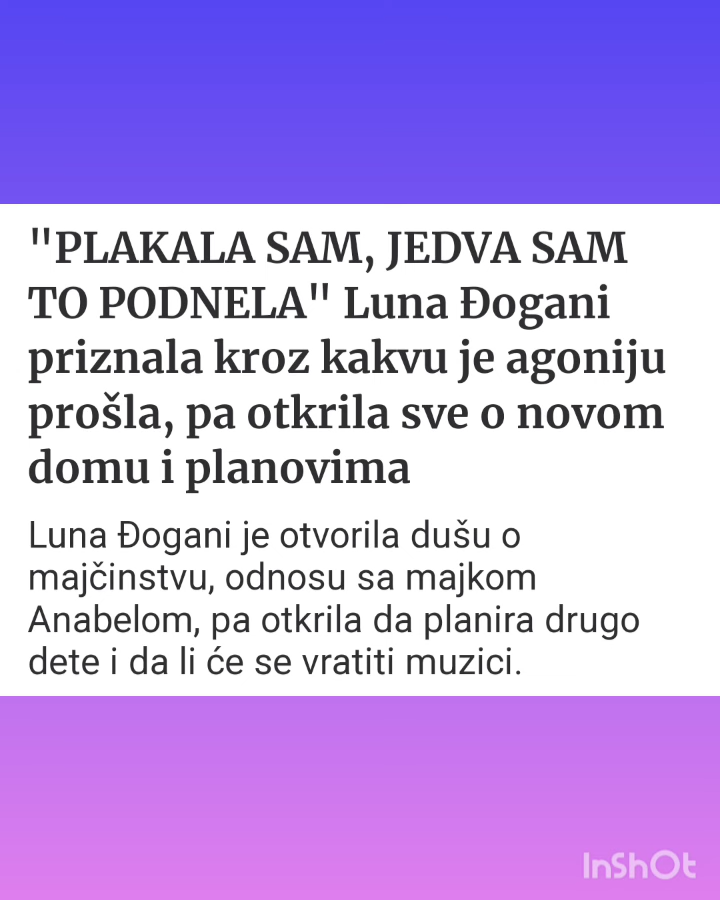 "PLAKALA SAM, JEDVA SAM
TO PODNELA" Luna Đogani
priznala kroz kakvu je agoniju
prošla, pa otkrila sve o novom
domu i planovima
Luna Đogani je otvorila dušu o
majčinstvu, odnosu sa majkom
Anabelom, pa otkrila da planira drugo
dete i da li će se vratiti muzici.
InShOt